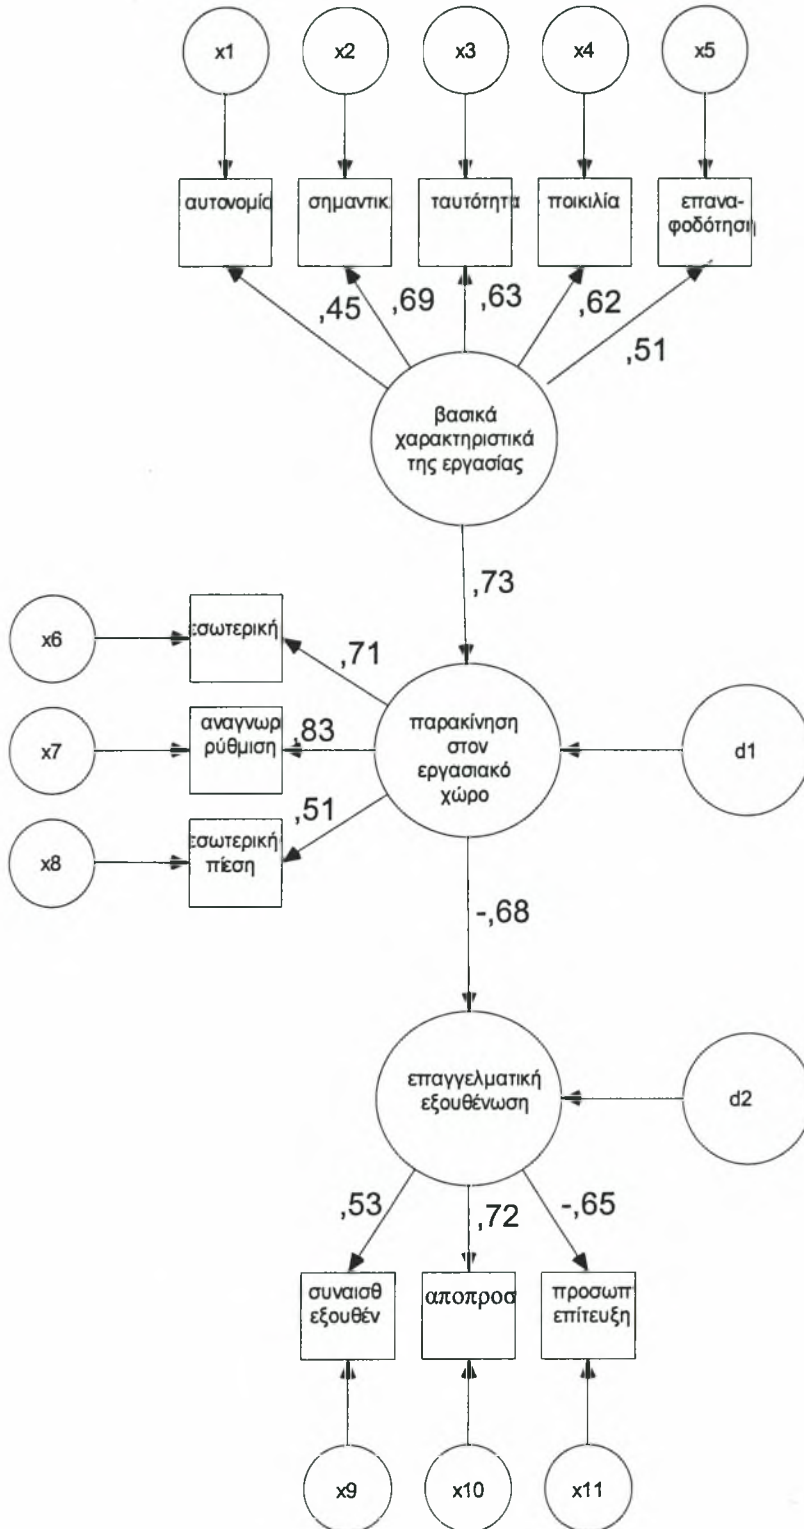 x1
x2
x3
x4
x5
αυτονομία
σημαντικ
ταυτότητα
ποικιλία
επανα-
φοδότηση
,45
,69
,63
,62
,51
βασικά
χαρακτηριστικά
της εργασίας
,73
x6
εσωτερική
,71
x7
αναγνωρ
ρύθμιση
,83
παρακίνηση
στον
εργασιακό
χώρο
d1
x8
εσωτερική
πίεση
,51
-,68
επαγγελματική
εξουθένωση
d2
,53
,72
-,65
συναισθ
εξουθέν
αποπροσ
προσωπ
επίτευξη
x9
x10
x11